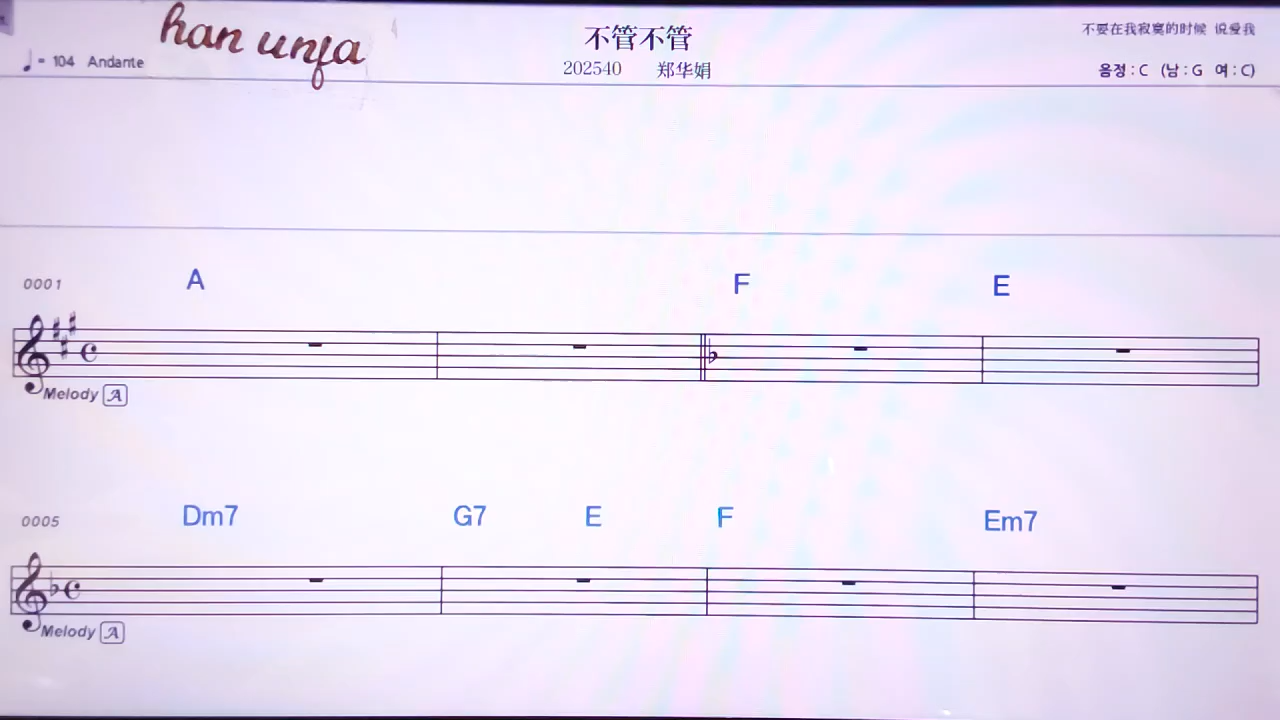 han unfa
不管不管
不要在我寂寞的时候 说爱我
♩= 104 Andante
202540 郑华娟
음정 : C (남 : G 여 : C)
0001 A F E
Melody A
0005 Dm7 G7 E F Em7
Melody A